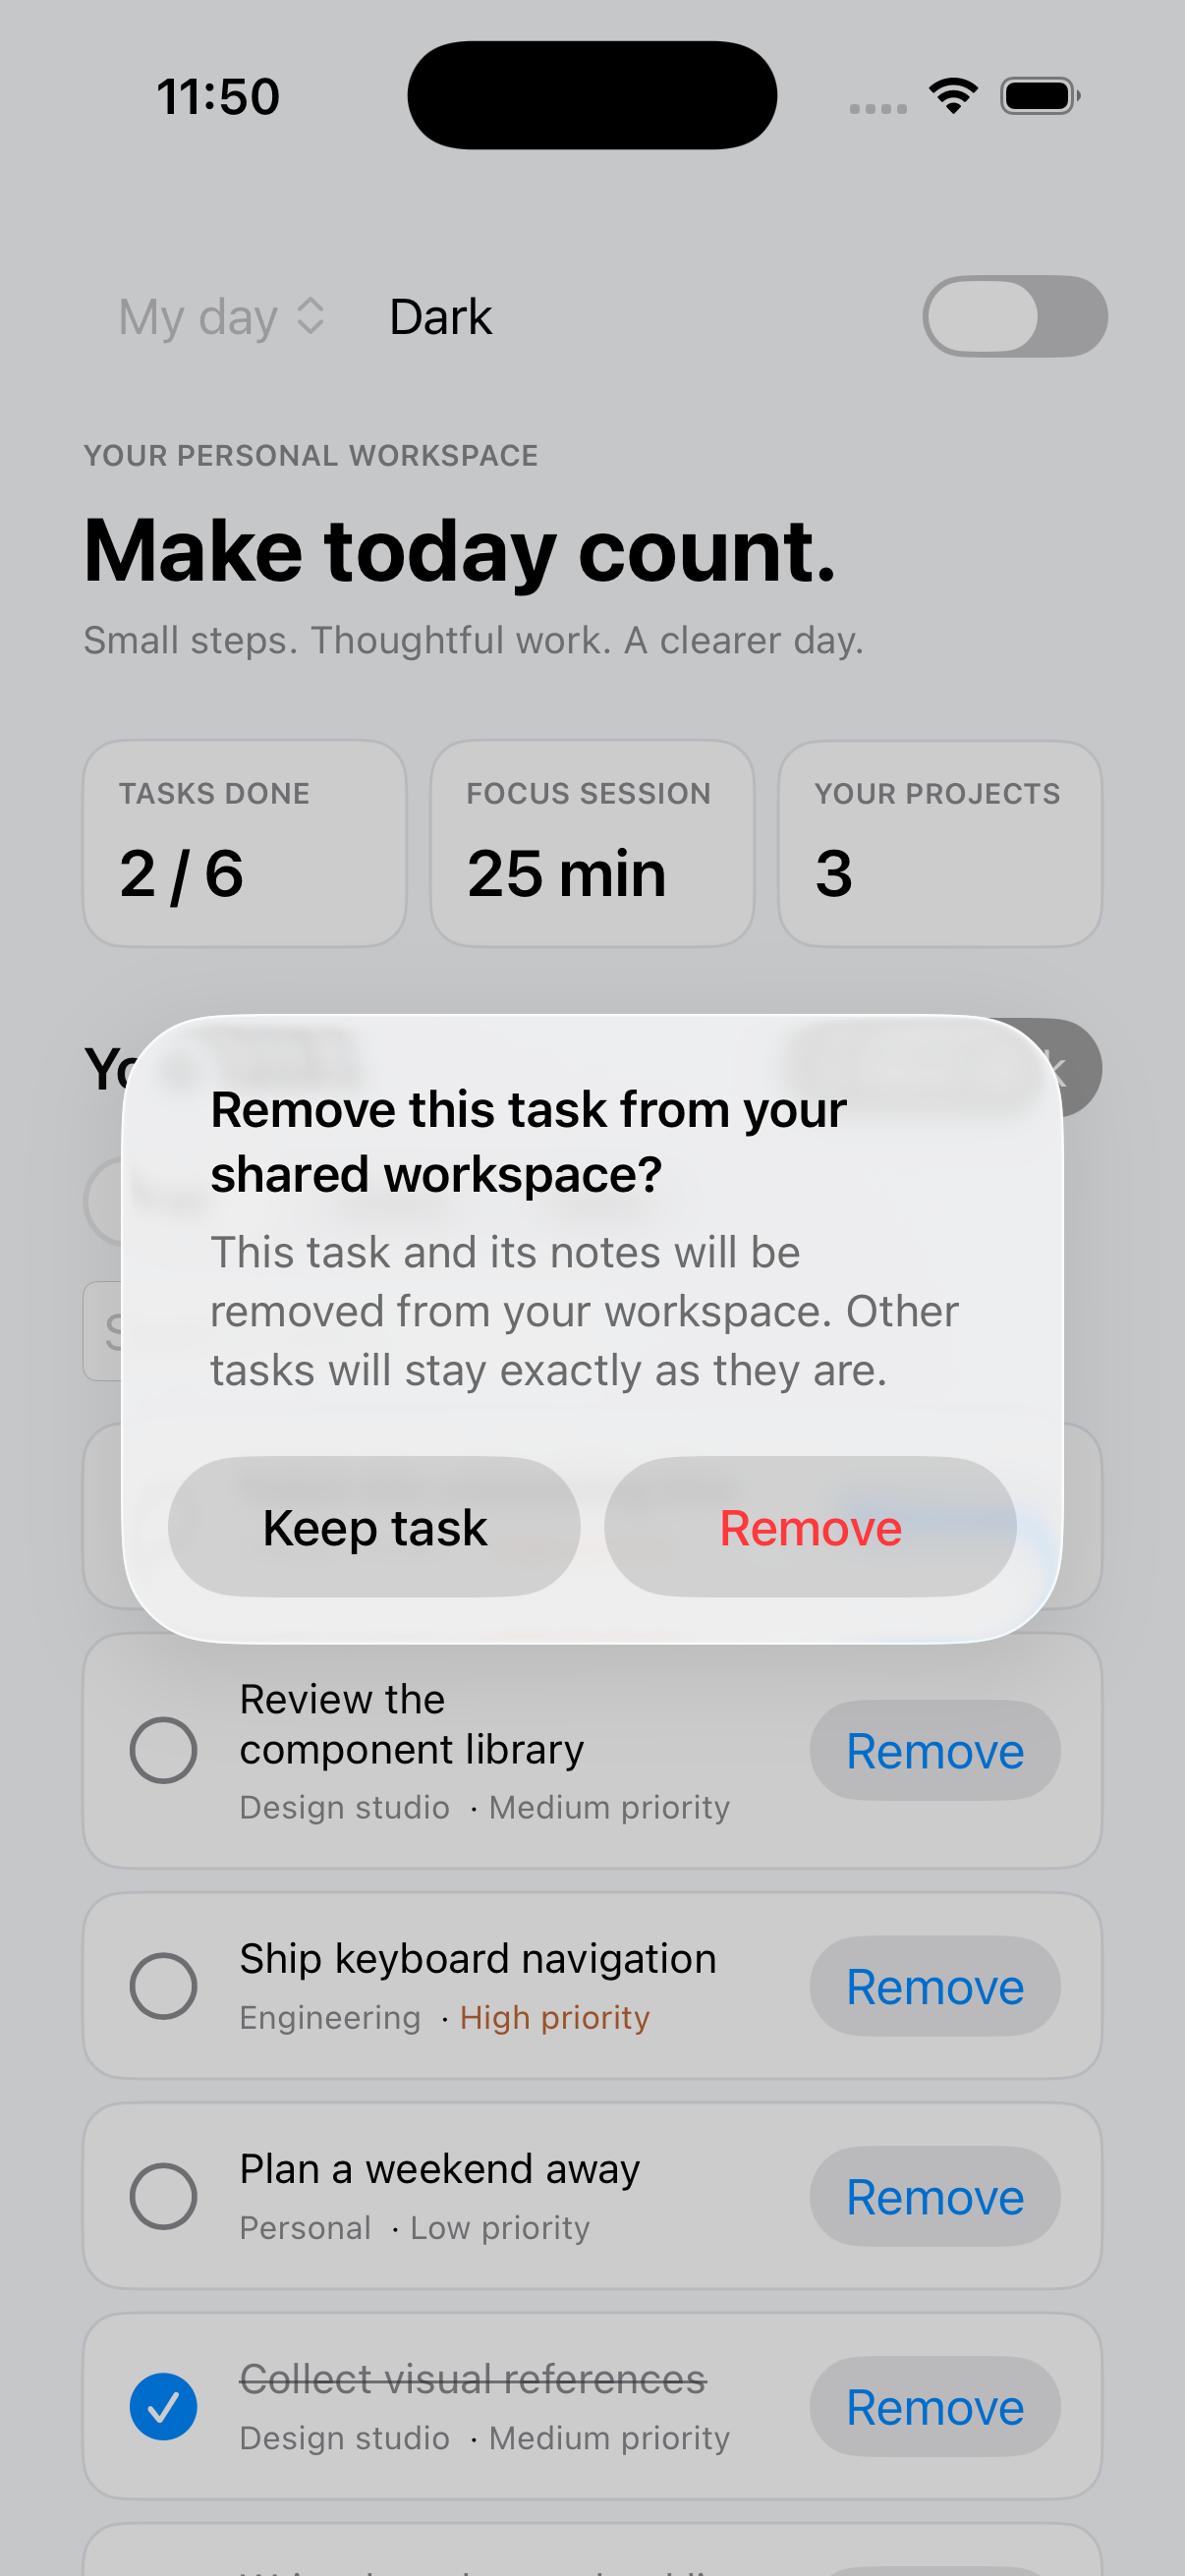 11:50
My day Dark
YOUR PERSONAL WORKSPACE
Make today count.
Small steps. Thoughtful work. A clearer day.
TASKS DONE FOCUS SESSION YOUR PROJECTS
2 / 6 25 min 3
Remove this task from your
shared workspace?
This task and its notes will be
removed from your workspace. Other
tasks will stay exactly as they are.
Keep task Remove
Review the
component library
Design studio · Medium priority
Remove
Ship keyboard navigation
Engineering · High priority
Remove
Plan a weekend away
Personal · Low priority
Remove
Collect visual references
Design studio · Medium priority
Remove